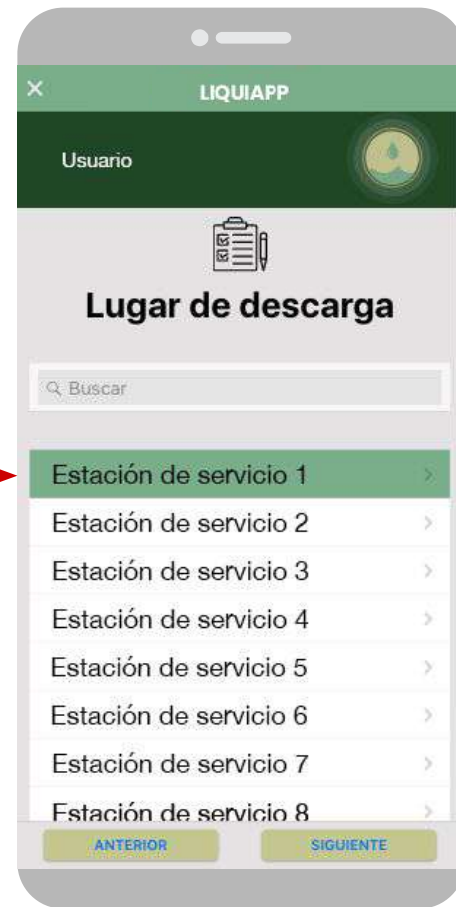 LIQUIAPP
Usuario
Lugar de descarga
Buscar
Estación de servicio 1
Estación de servicio 2
Estación de servicio 3
Estación de servicio 4
Estación de servicio 5
Estación de servicio 6
Estación de servicio 7
Estación de servicio 8
ANTERIOR SIGUIENTE